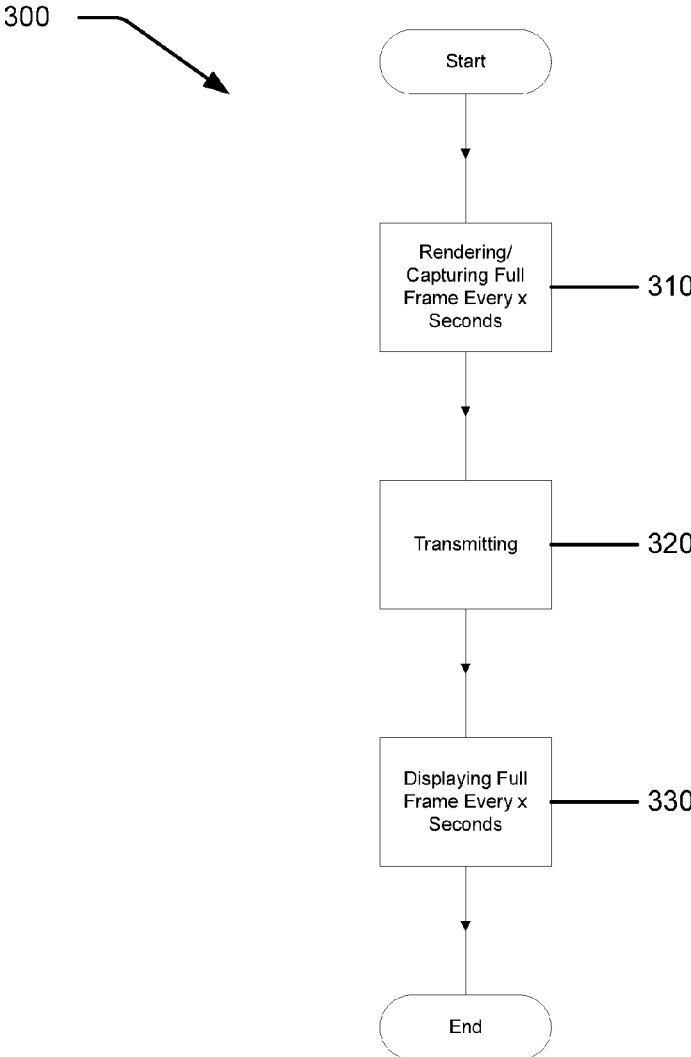 300
Start
Rendering/
Capturing Full
Frame Every x
Seconds
310
Transmitting
320
Displaying Full
Frame Every x
Seconds
330
End